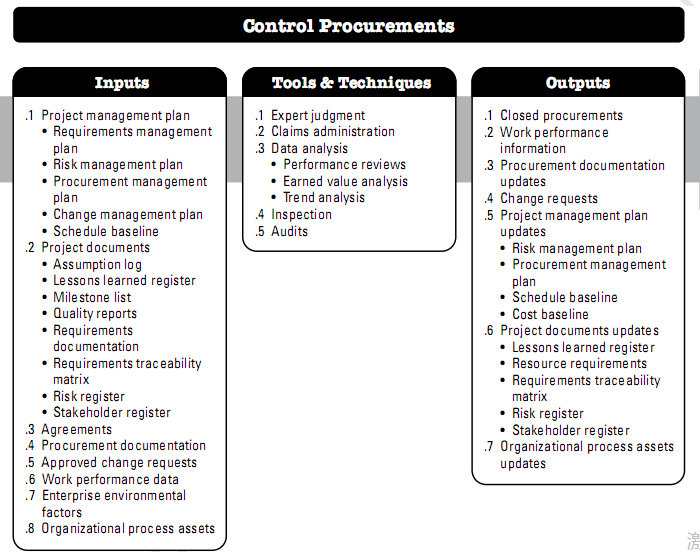 Control Procurements
Inputs
.1 Project management plan
• Requirements management
plan
• Risk management plan
• Procurement management
plan
• Change management plan
• Schedule baseline
.2 Project documents
• Assumption log
• Lessons learned register
• Milestone list
• Quality reports
• Requirements
documentation
• Requirements traceability
matrix
• Risk register
• Stakeholder register
.3 Agreements
.4 Procurement documentation
.5 Approved change requests
.6 Work performance data
.7 Enterprise environmental
factors
.8 Organizational process assets
Tools & Techniques
.1 Expert judgment
.2 Claims administration
.3 Data analysis
• Performance reviews
• Earned value analysis
• Trend analysis
.4 Inspection
.5 Audits
Outputs
.1 Closed procurements
.2 Work performance
information
.3 Procurement documentation
updates
.4 Change requests
.5 Project management plan
updates
• Risk management plan
• Procurement management
plan
• Schedule baseline
• Cost baseline
.6 Project documents updates
• Lessons learned register
• Resource requirements
• Requirements traceability
matrix
• Risk register
• Stakeholder register
.7 Organizational process assets
updates